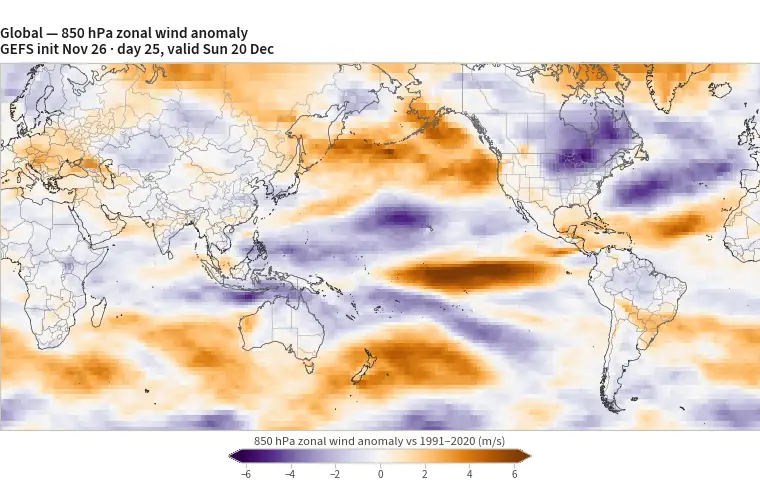 Global — 850 hPa zonal wind anomaly
GEFS init Nov 26 · day 25, valid Sun 20 Dec
850 hPa zonal wind anomaly vs 1991–2020 (m/s)
−6 −4 −2 0 2 4 6